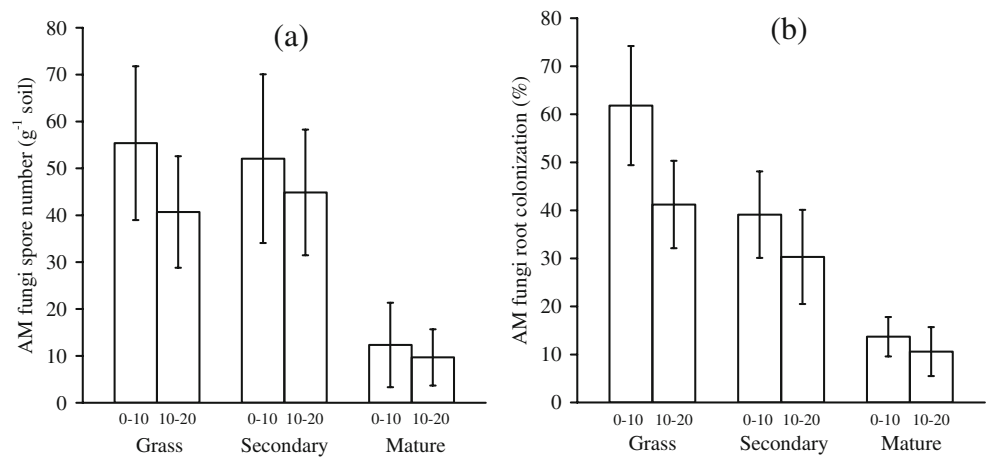 (a)
AM fungi spore number (g⁻¹ soil)
80
70
60
50
40
30
20
10
0
0-10 10-20 0-10 10-20 0-10 10-20
Grass Secondary Mature
(b)
AM fungi root colonization (%)
80
70
60
50
40
30
20
10
0
0-10 10-20 0-10 10-20 0-10 10-20
Grass Secondary Mature